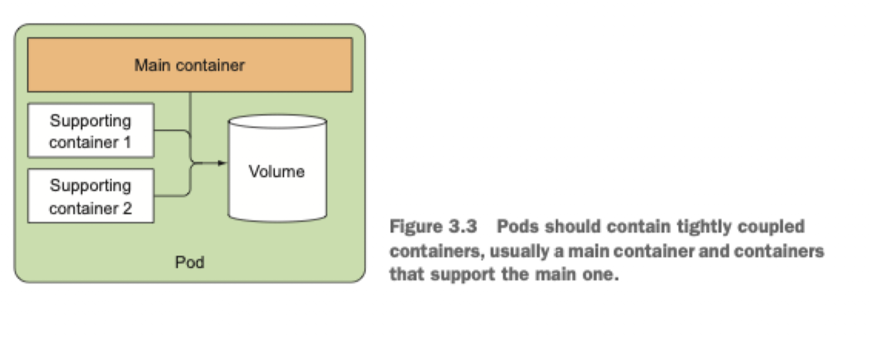 Main container
Supporting
container 1
Supporting
container 2
Volume
Pod
Figure 3.3 Pods should contain tightly coupled
containers, usually a main container and containers
that support the main one.